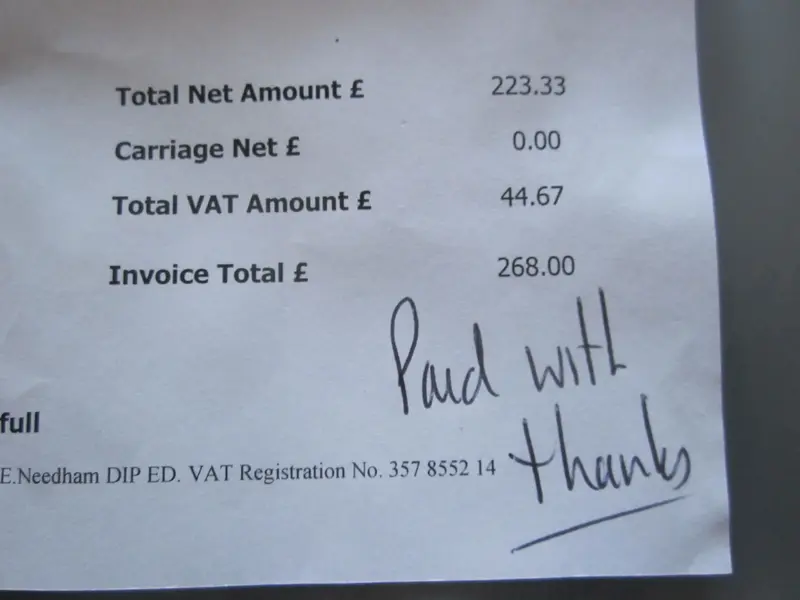 Total Net Amount £ 223.33
Carriage Net £ 0.00
Total VAT Amount £ 44.67
Invoice Total £ 268.00
Paid with
thanks
full
E.Needham DIP ED. VAT Registration No. 357 8552 14